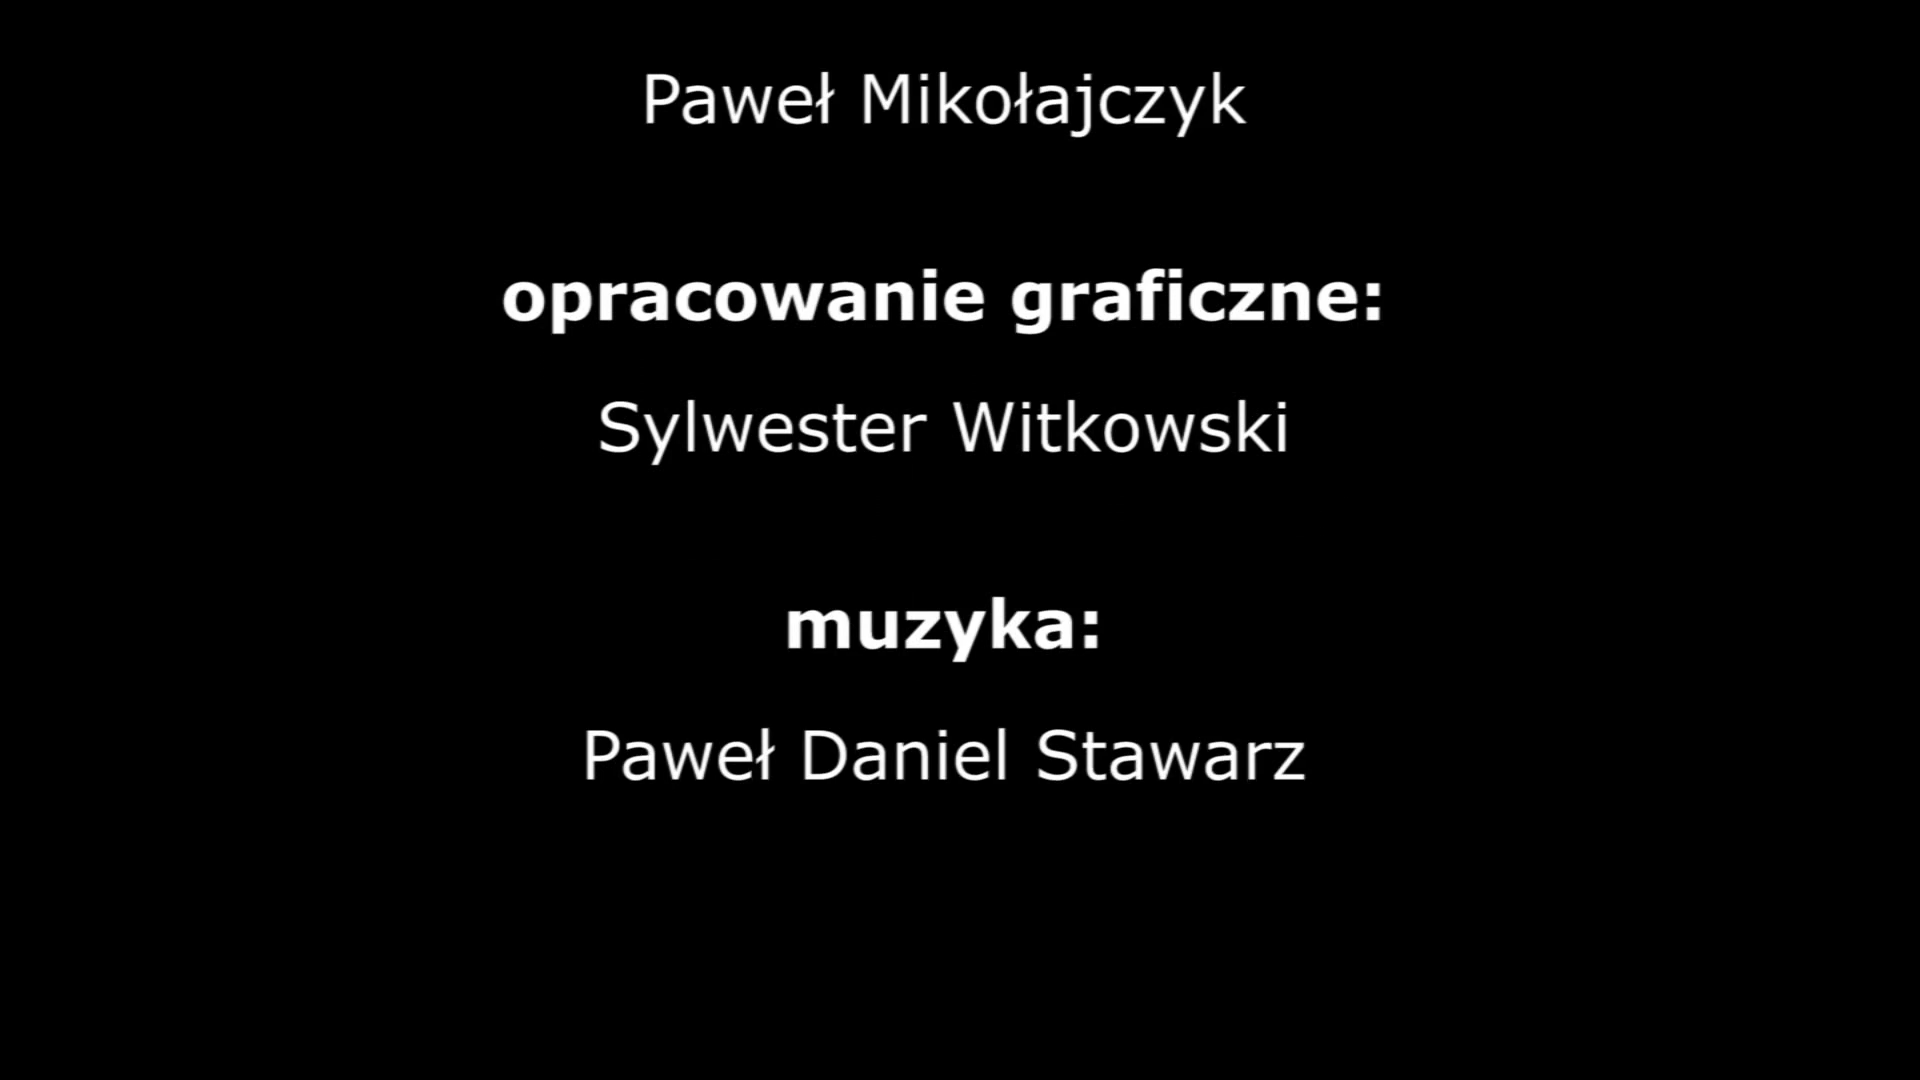 Paweł Mikołajczyk
opracowanie graficzne:
Sylwester Witkowski
muzyka:
Paweł Daniel Stawarz